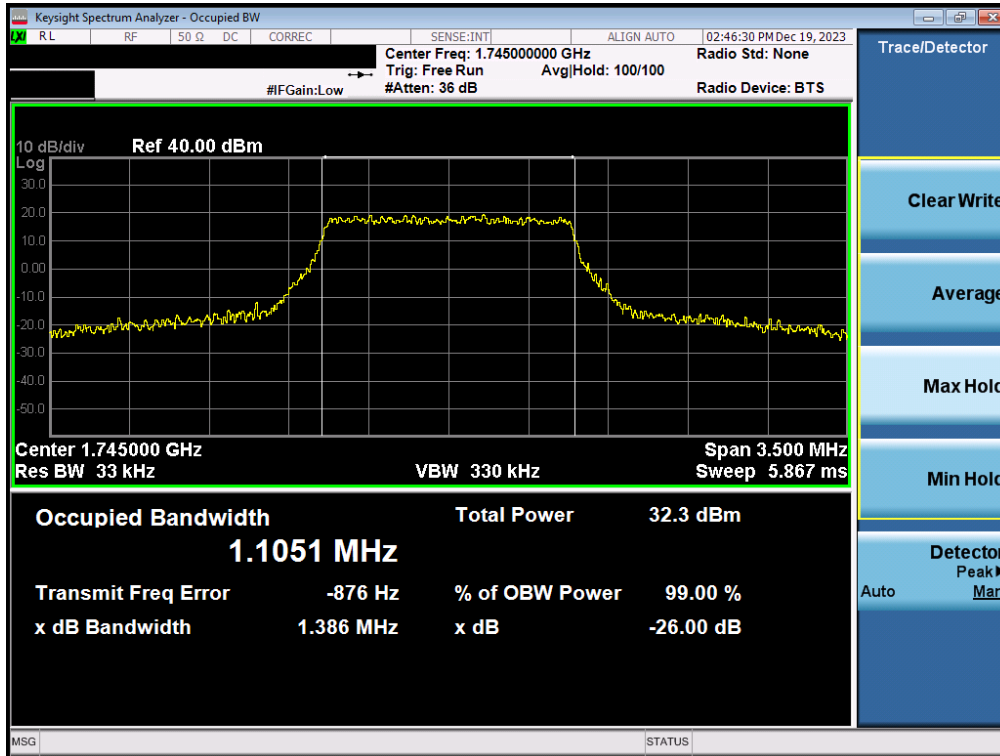 Keysight Spectrum Analyzer - Occupied BW
LXI RL RF 50 Ω DC CORREC SENSE:INT ALIGN AUTO 02:46:30 PM Dec 19, 2023
Center Freq: 1.745000000 GHz Radio Std: None
Trig: Free Run Avg|Hold: 100/100
#IFGain:Low #Atten: 36 dB Radio Device: BTS
10 dB/div Ref 40.00 dBm
Log
30.0
20.0
10.0
0.00
-10.0
-20.0
-30.0
-40.0
-50.0
Center 1.745000 GHz Span 3.500 MHz
Res BW 33 kHz VBW 330 kHz Sweep 5.867 ms
Occupied Bandwidth Total Power 32.3 dBm
1.1051 MHz
Transmit Freq Error -876 Hz % of OBW Power 99.00 %
x dB Bandwidth 1.386 MHz x dB -26.00 dB
MSG STATUS
Trace/Detector
Clear Write
Average
Max Hold
Min Hold
Detector
Peak
Auto Man